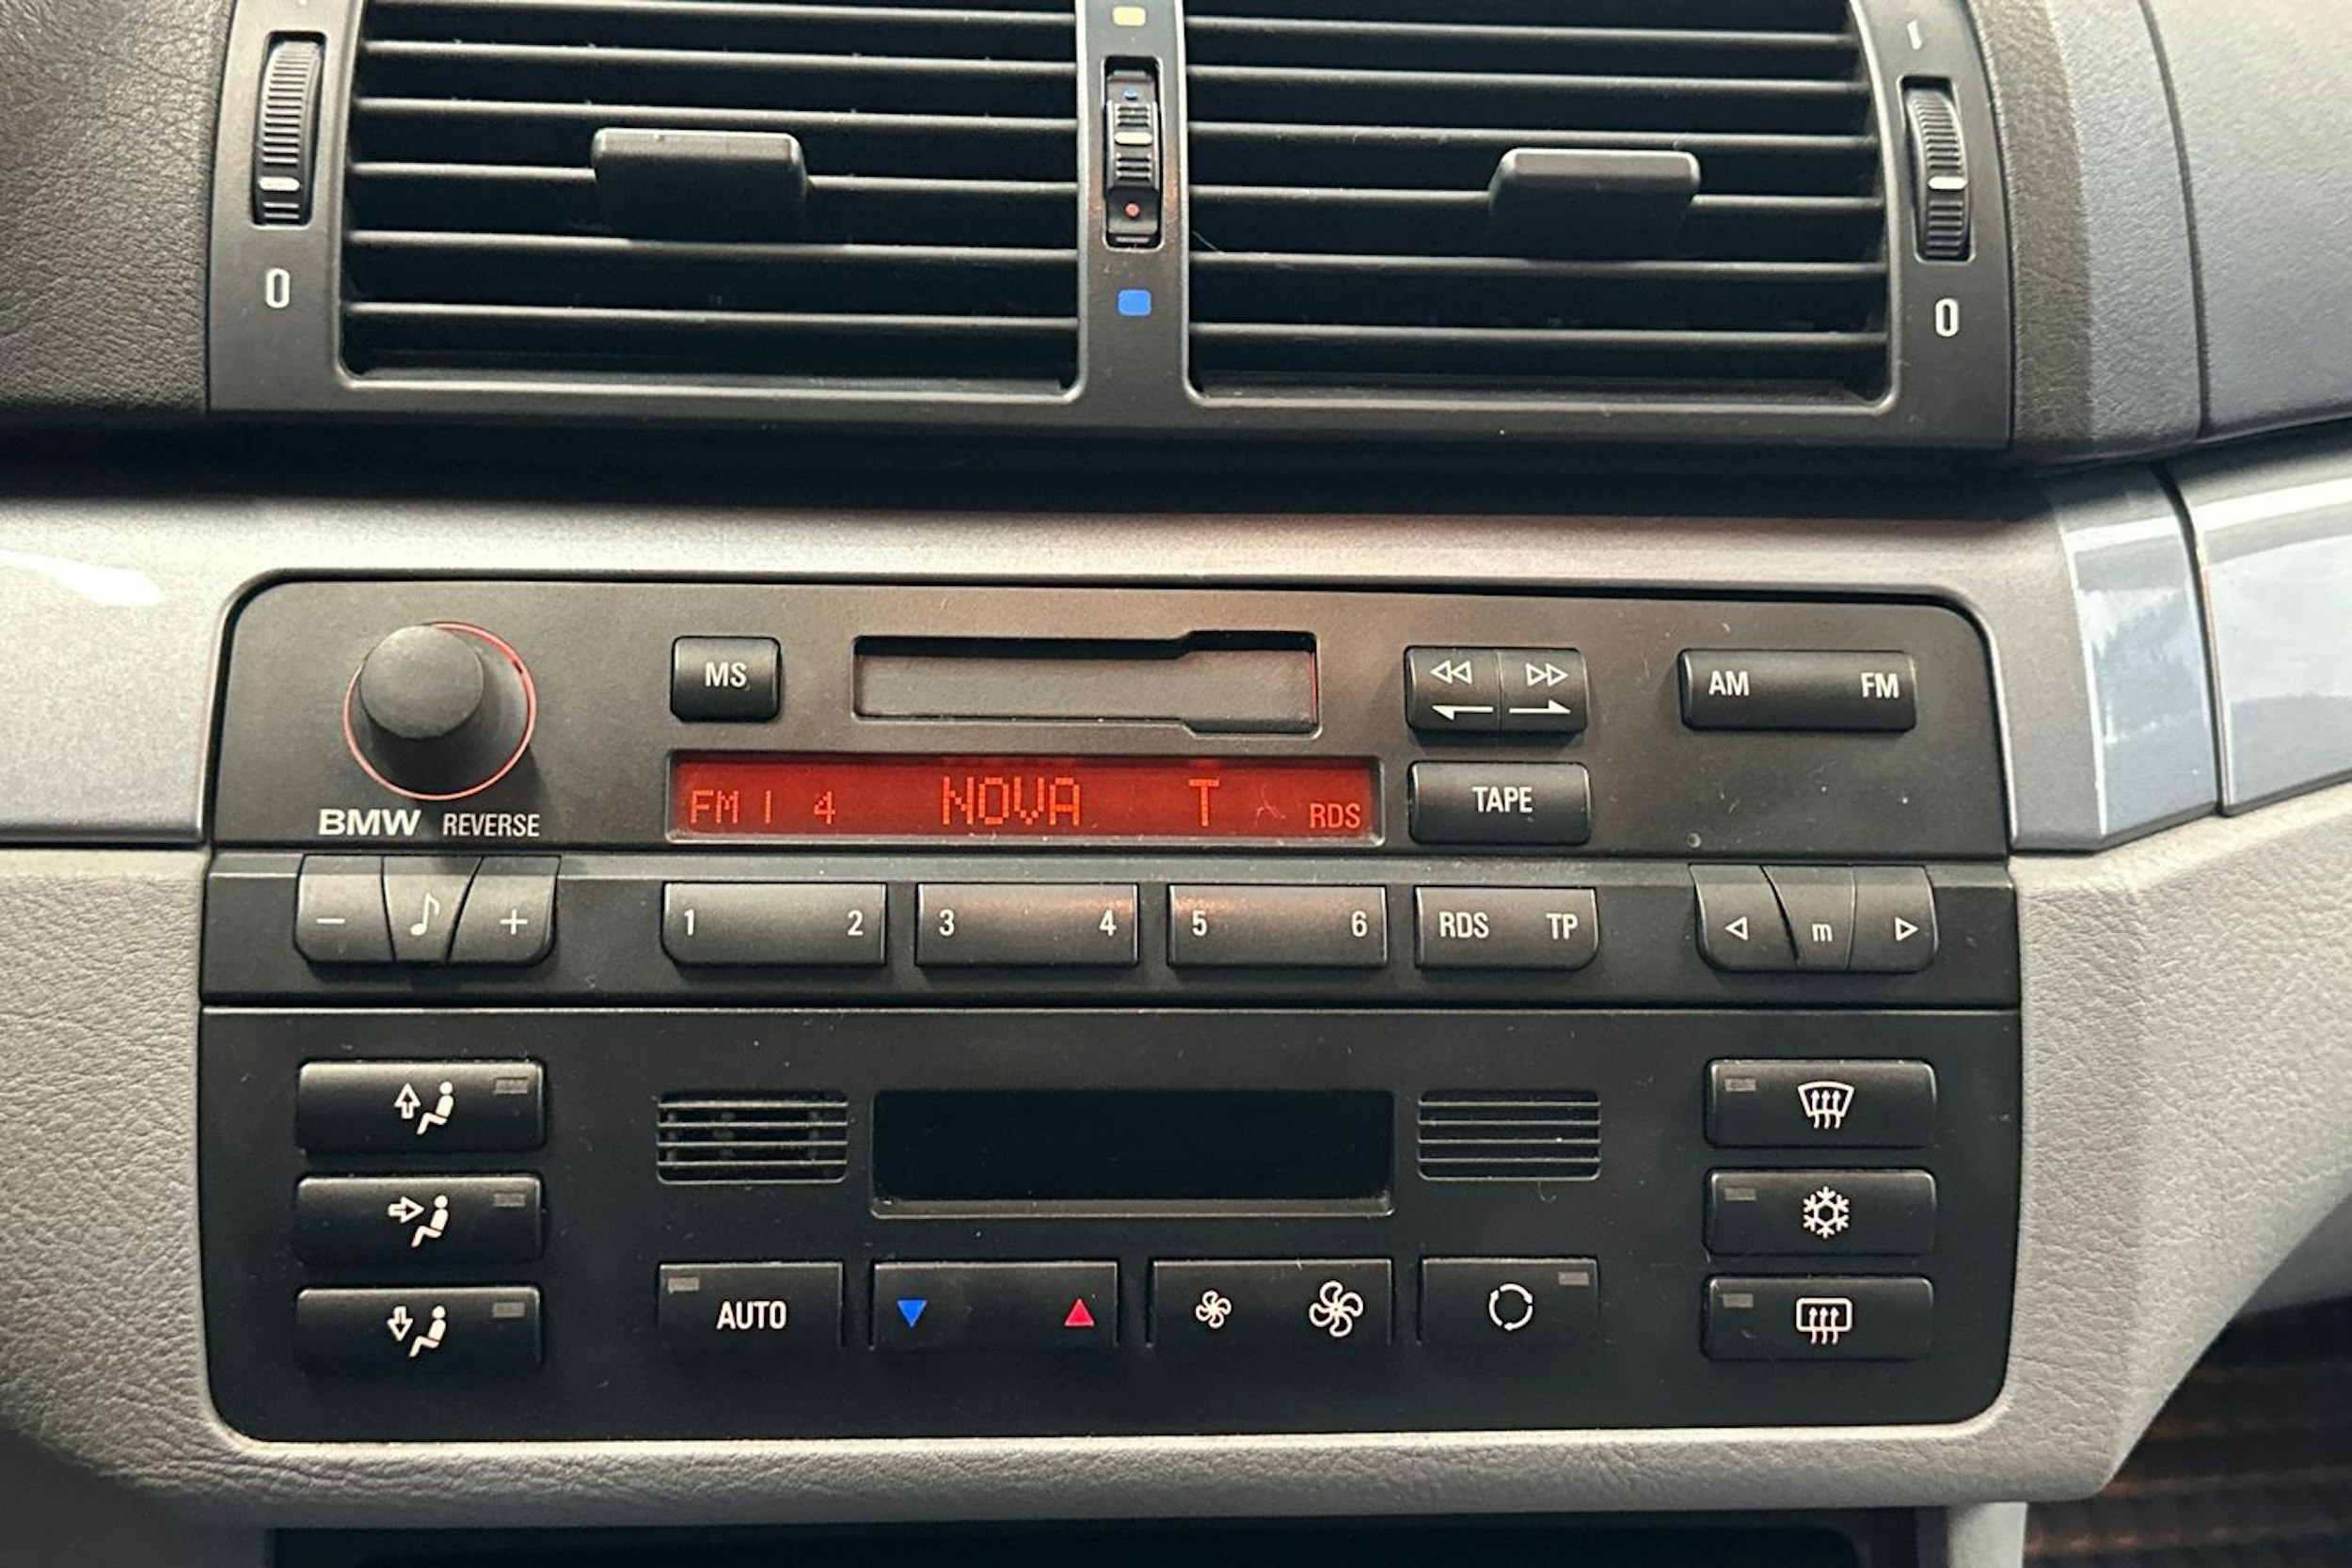 0
0
MS
AM FM
FM 1 4 NOVA T RDS
TAPE
BMW REVERSE
− +
1 2 3 4 5 6 RDS TP
m
AUTO